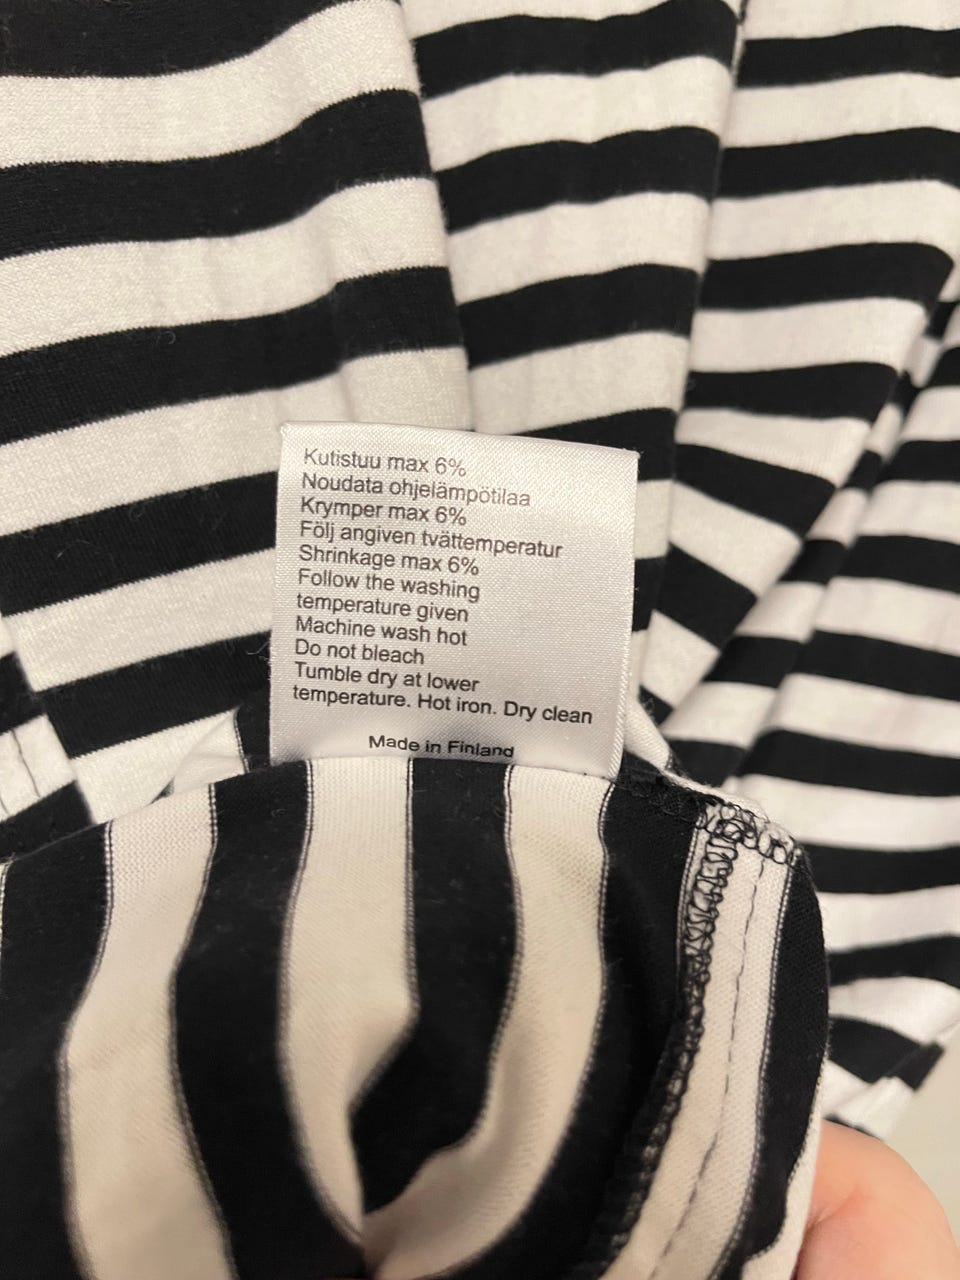 Kutistuu max 6%
Noudata ohjelämpötilaa
Krymper max 6%
Följ angiven tvättemperatur
Shrinkage max 6%
Follow the washing
temperature given
Machine wash hot
Do not bleach
Tumble dry at lower
temperature. Hot iron. Dry clean
Made in Finland